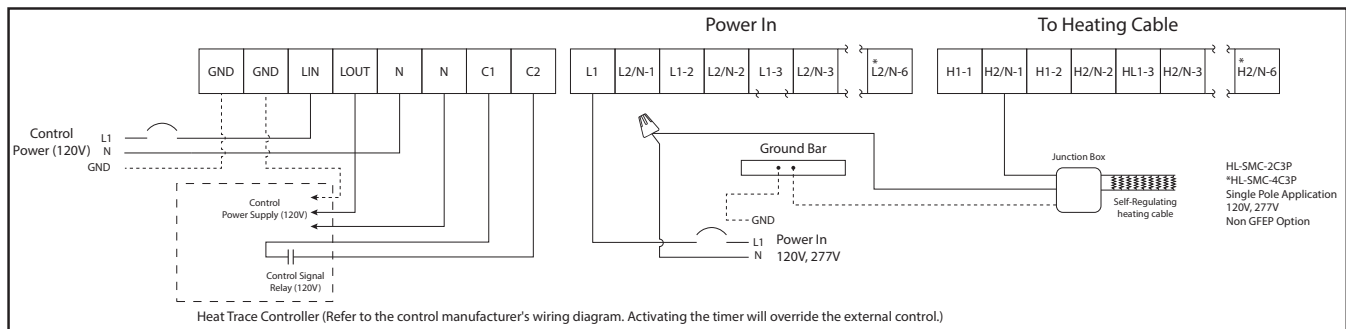 Power In
To Heating Cable
GND GND LIN LOUT N N C1 C2
L1 L2/N-1 L1-2 L2/N-2 L1-3 L2/N-3 * L2/N-6
H1-1 H2/N-1 H1-2 H2/N-2 HL1-3 H2/N-3 * H2/N-6
Control
Power (120V)
L1
N
GND
Control
Power Supply (120V)
Control Signal
Relay (120V)
Ground Bar
GND
L1
N
Power In
120V, 277V
Junction Box
Self-Regulating
heating cable
HL-SMC-2C3P
*HL-SMC-4C3P
Single Pole Application
120V, 277V
Non GFEP Option
Heat Trace Controller (Refer to the control manufacturer's wiring diagram. Activating the timer will override the external control.)